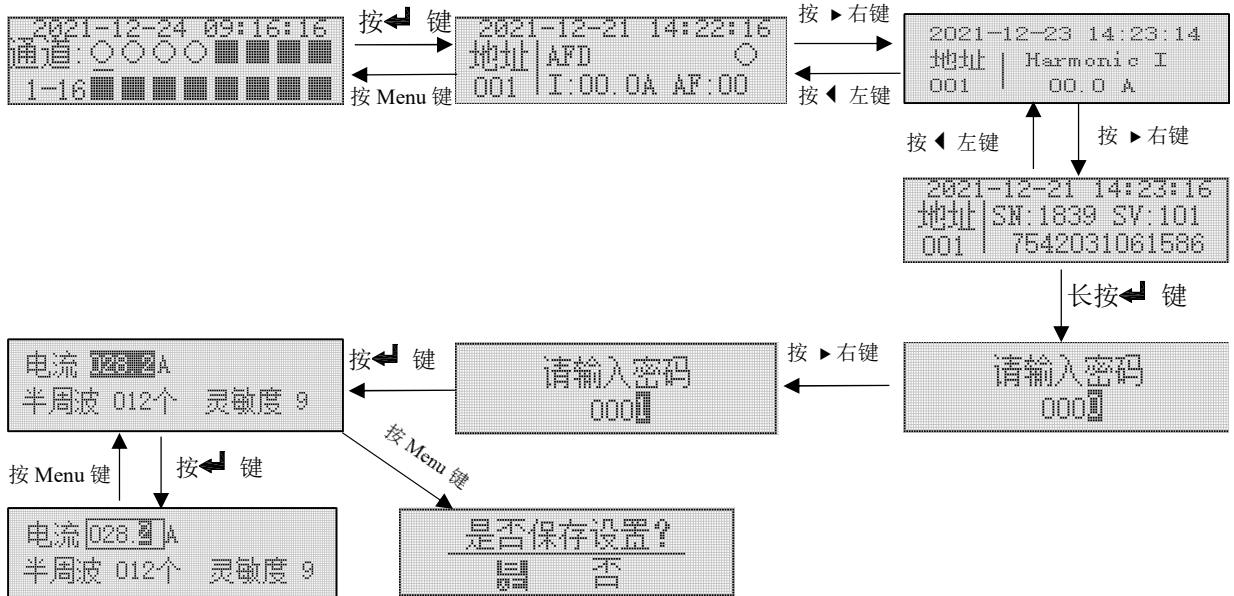 2021-12-24 09:16:16
通道:○○○○■■■■
1-16■■■■■■■■
按↵ 键
按 Menu 键
2021-12-21 14:22:16
地址 AFD ○
001 I:00.0A AF:00
按 ▶右键
按◀ 左键
2021-12-23 14:23:14
地址 Harmonic I
001 00.0 A
按◀ 左键
按 ▶右键
2021-12-21 14:23:16
地址 SN:1839 SV:101
001 7542031061586
长按↵ 键
请输入密码
0000
按 ▶右键
请输入密码
0001
按↵ 键
电流 028.2A
半周波 012个 灵敏度 9
按 Menu 键
按↵ 键
按 Menu 键
电流 028.2A
半周波 012个 灵敏度 9
是否保存设置?
是 否